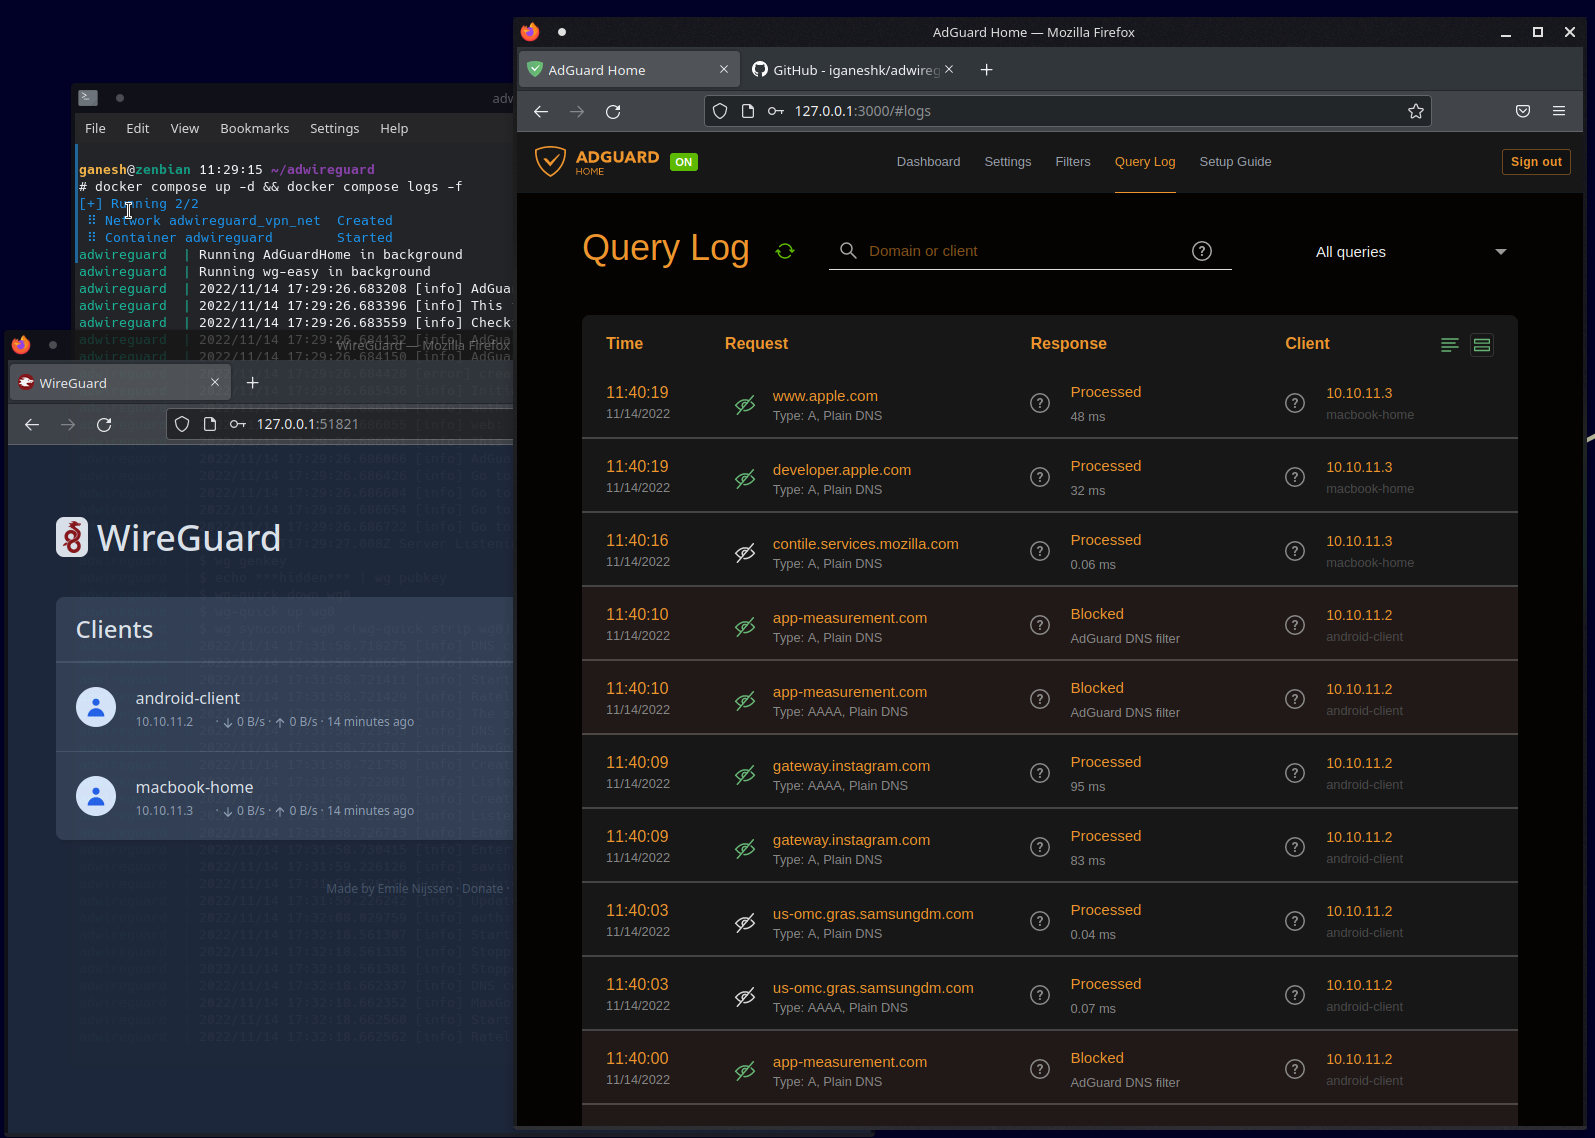 AdGuard Home — Mozilla Firefox
AdGuard Home
GitHub - iganeshk/adwireg
127.0.0.1:3000/#logs
ADGUARD
HOME
ON
Dashboard
Settings
Filters
Query Log
Setup Guide
Sign out
Query Log
Domain or client
All queries
Time Request Response Client
11:40:19 www.apple.com Processed 10.10.11.3
11/14/2022 Type: A, Plain DNS 48 ms macbook-home
11:40:19 developer.apple.com Processed 10.10.11.3
11/14/2022 Type: A, Plain DNS 32 ms macbook-home
11:40:16 contile.services.mozilla.com Processed 10.10.11.3
11/14/2022 Type: A, Plain DNS 0.06 ms macbook-home
11:40:10 app-measurement.com Blocked 10.10.11.2
11/14/2022 Type: A, Plain DNS AdGuard DNS filter android-client
11:40:10 app-measurement.com Blocked 10.10.11.2
11/14/2022 Type: AAAA, Plain DNS AdGuard DNS filter android-client
11:40:09 gateway.instagram.com Processed 10.10.11.2
11/14/2022 Type: AAAA, Plain DNS 95 ms android-client
11:40:09 gateway.instagram.com Processed 10.10.11.2
11/14/2022 Type: A, Plain DNS 83 ms android-client
11:40:03 us-omc.gras.samsungdm.com Processed 10.10.11.2
11/14/2022 Type: A, Plain DNS 0.04 ms android-client
11:40:03 us-omc.gras.samsungdm.com Processed 10.10.11.2
11/14/2022 Type: AAAA, Plain DNS 0.07 ms android-client
11:40:00 app-measurement.com Blocked 10.10.11.2
11/14/2022 Type: A, Plain DNS AdGuard DNS filter android-client
adw
File Edit View Bookmarks Settings Help
ganesh@zenbian 11:29:15 ~/adwireguard
# docker compose up -d && docker compose logs -f
[+] Running 2/2
⠿ Network adwireguard_vpn_net Created
⠿ Container adwireguard Started
adwireguard | Running AdGuardHome in background
adwireguard | Running wg-easy in background
adwireguard | 2022/11/14 17:29:26.683208 [info] AdGua
adwireguard | 2022/11/14 17:29:26.683396 [info] This
adwireguard | 2022/11/14 17:29:26.683559 [info] Check
WireGuard — Mozilla Firefox
WireGuard
127.0.0.1:51821
WireGuard
Clients
android-client
10.10.11.2 · ↓ 0 B/s · ↑ 0 B/s · 14 minutes ago
macbook-home
10.10.11.3 · ↓ 0 B/s · ↑ 0 B/s · 14 minutes ago
Made by Emile Nijssen · Donate ·